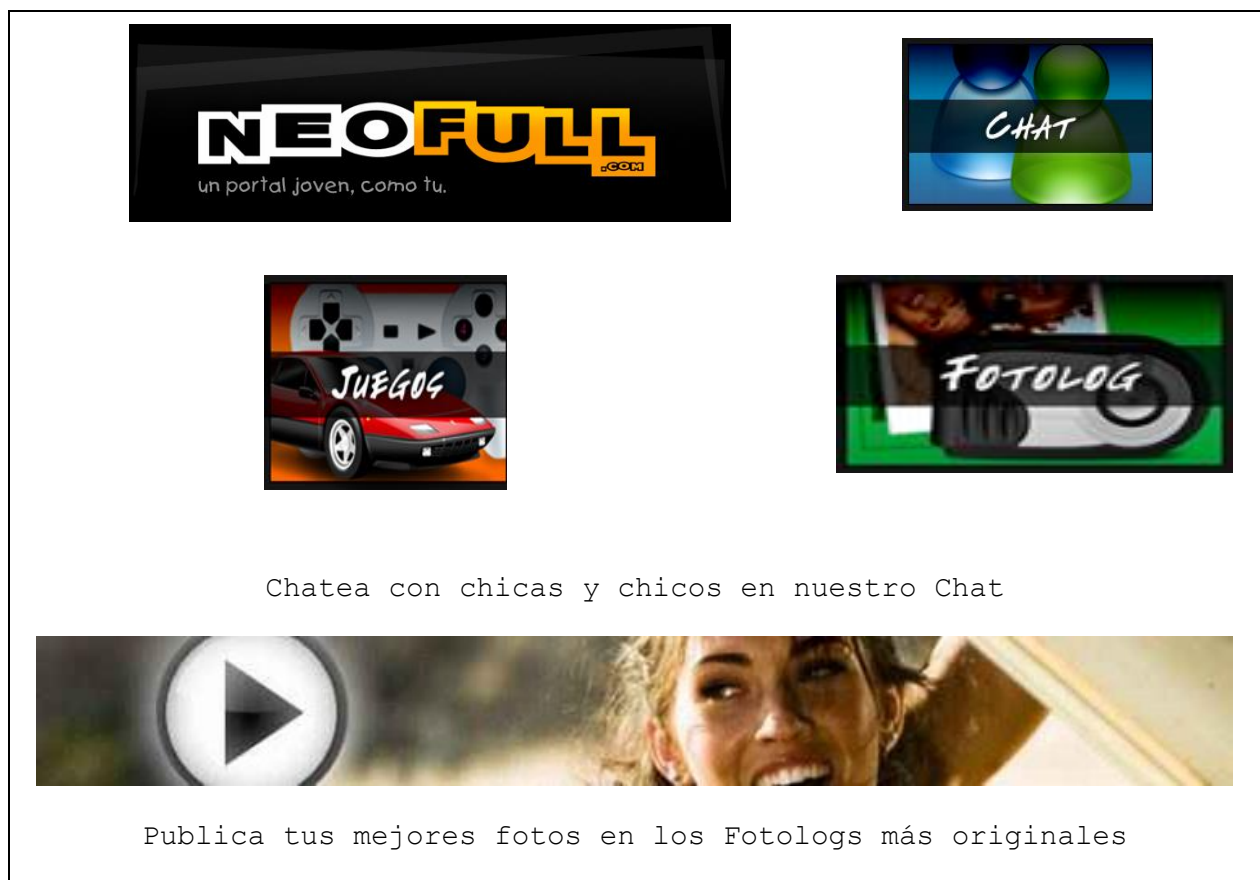 NEOFULL
.COM
un portal joven, como tu.
CHAT
JUEGOS
FOTOLOG
Chatea con chicas y chicos en nuestro Chat
Publica tus mejores fotos en los Fotologs más originales